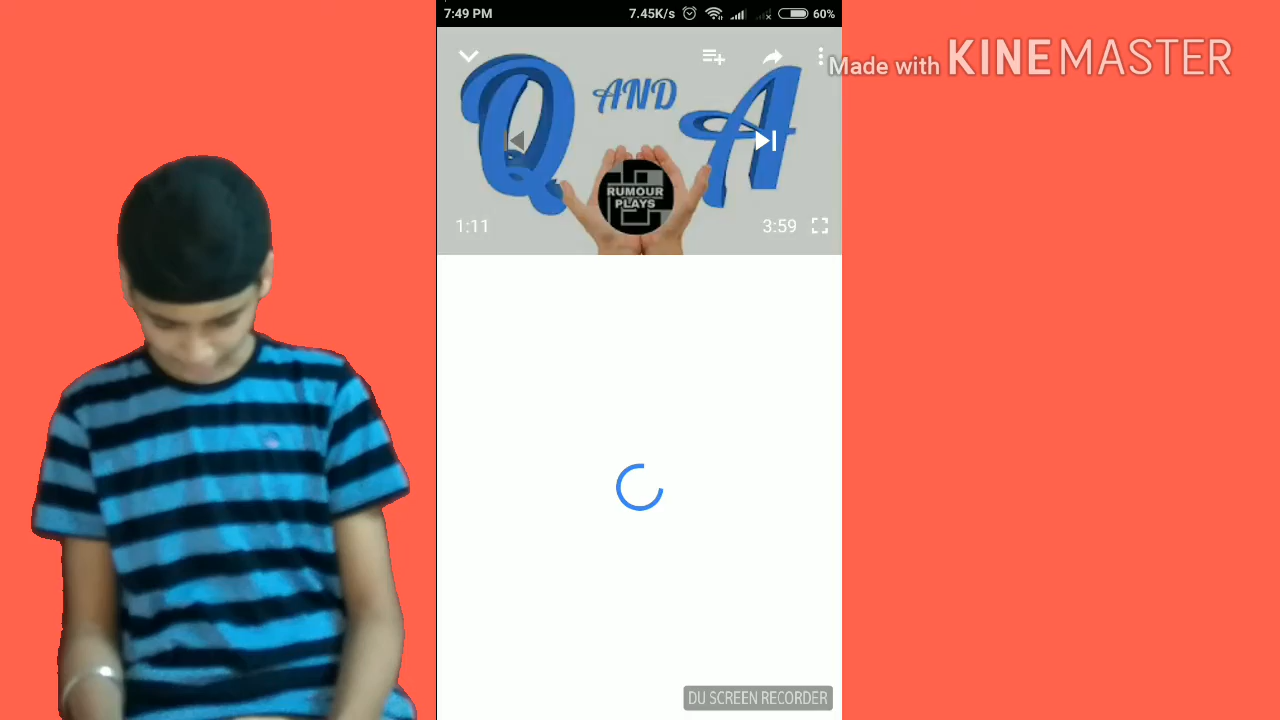 7:49 PM 7.45K/s 60%
Made with KINEMASTER
Q AND A
RUMOUR
PLAYS
1:11 3:59
DU SCREEN RECORDER